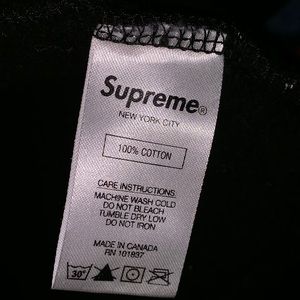 Supreme®
NEW YORK CITY
100% COTTON
CARE INSTRUCTIONS:
MACHINE WASH COLD
DO NOT BLEACH
TUMBLE DRY LOW
DO NOT IRON
MADE IN CANADA
RN 101837
30°